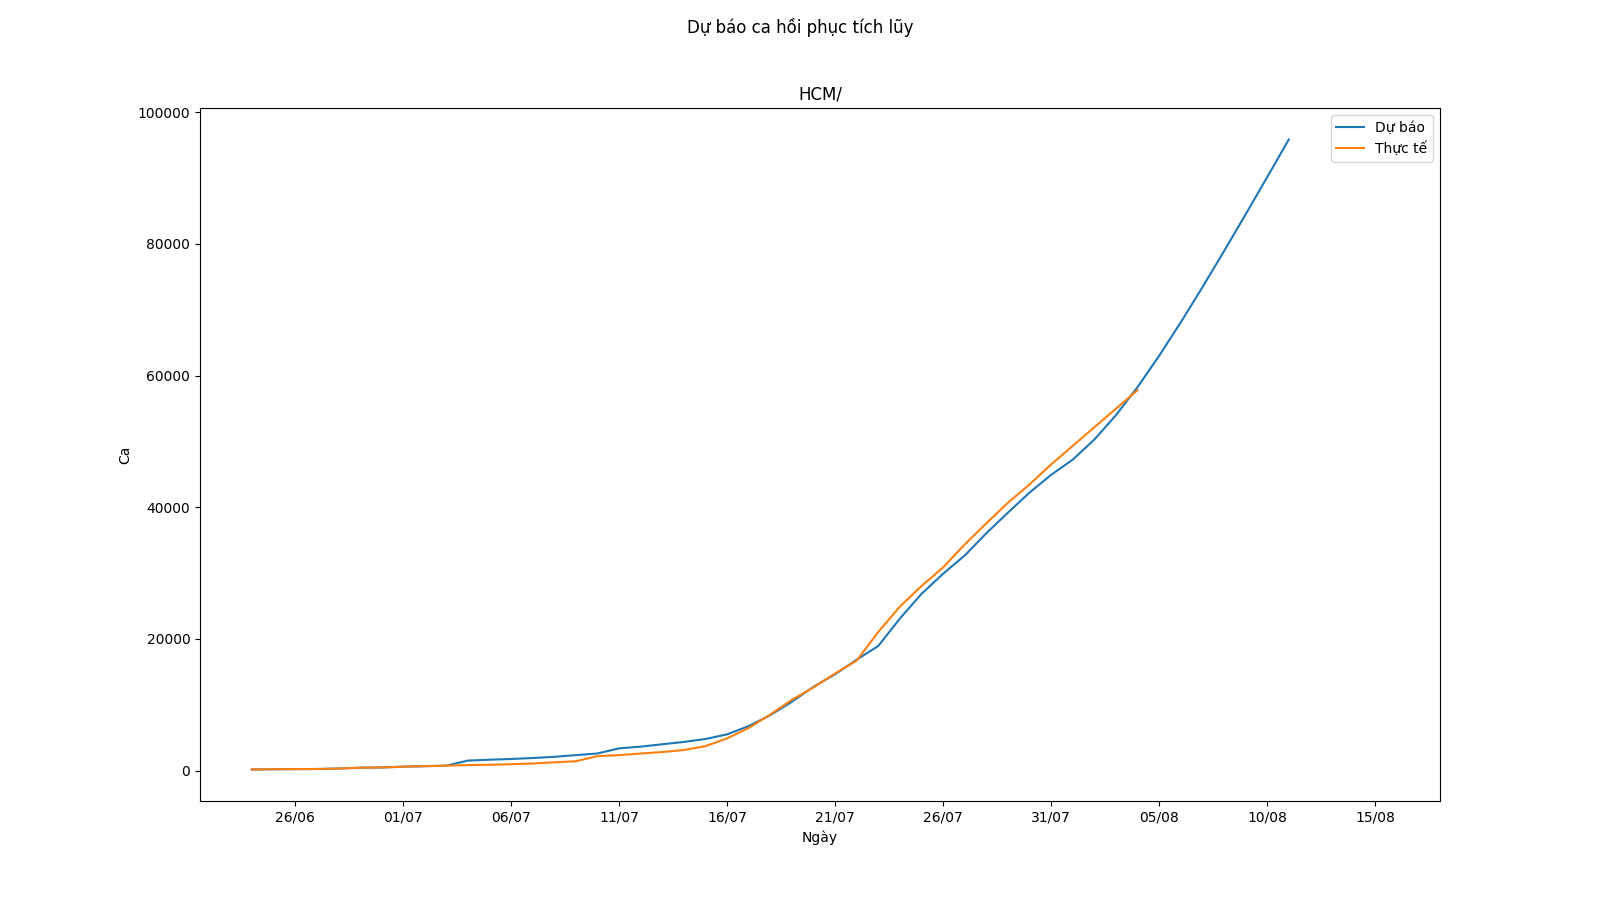 Dự báo ca hồi phục tích lũy
HCM/
100000
80000
60000
40000
20000
0
Ca
Dự báo
Thực tế
26/06
01/07
06/07
11/07
16/07
21/07
26/07
31/07
05/08
10/08
15/08
Ngày